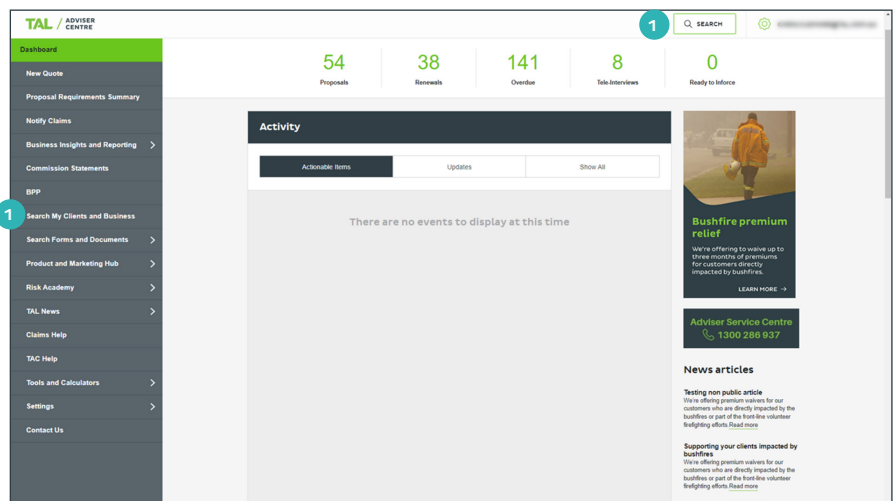 TAL / ADVISER
CENTRE
1
SEARCH
Dashboard
New Quote
Proposal Requirements Summary
Notify Claims
Business Insights and Reporting
Commission Statements
BPP
1
Search My Clients and Business
Search Forms and Documents
Product and Marketing Hub
Risk Academy
TAL News
Claims Help
TAC Help
Tools and Calculators
Settings
Contact Us
54
Proposals
38
Renewals
141
Overdue
8
Tele-Interviews
0
Ready to Inforce
Activity
Actionable Items
Updates
Show All
There are no events to display at this time
Bushfire premium
relief
We're offering to waive up to
three months of premiums
for customers directly
impacted by bushfires.
LEARN MORE →
Adviser Service Centre
1300 286 937
News articles
Testing non public article
We're offering premium waivers for our
customers who are directly impacted by the
bushfires or part of the front-line volunteer
firefighting efforts.Read more
Supporting your clients impacted by
bushfires
We're offering premium waivers for our
customers who are directly impacted by the
bushfires or part of the front-line volunteer
firefighting efforts.Read more